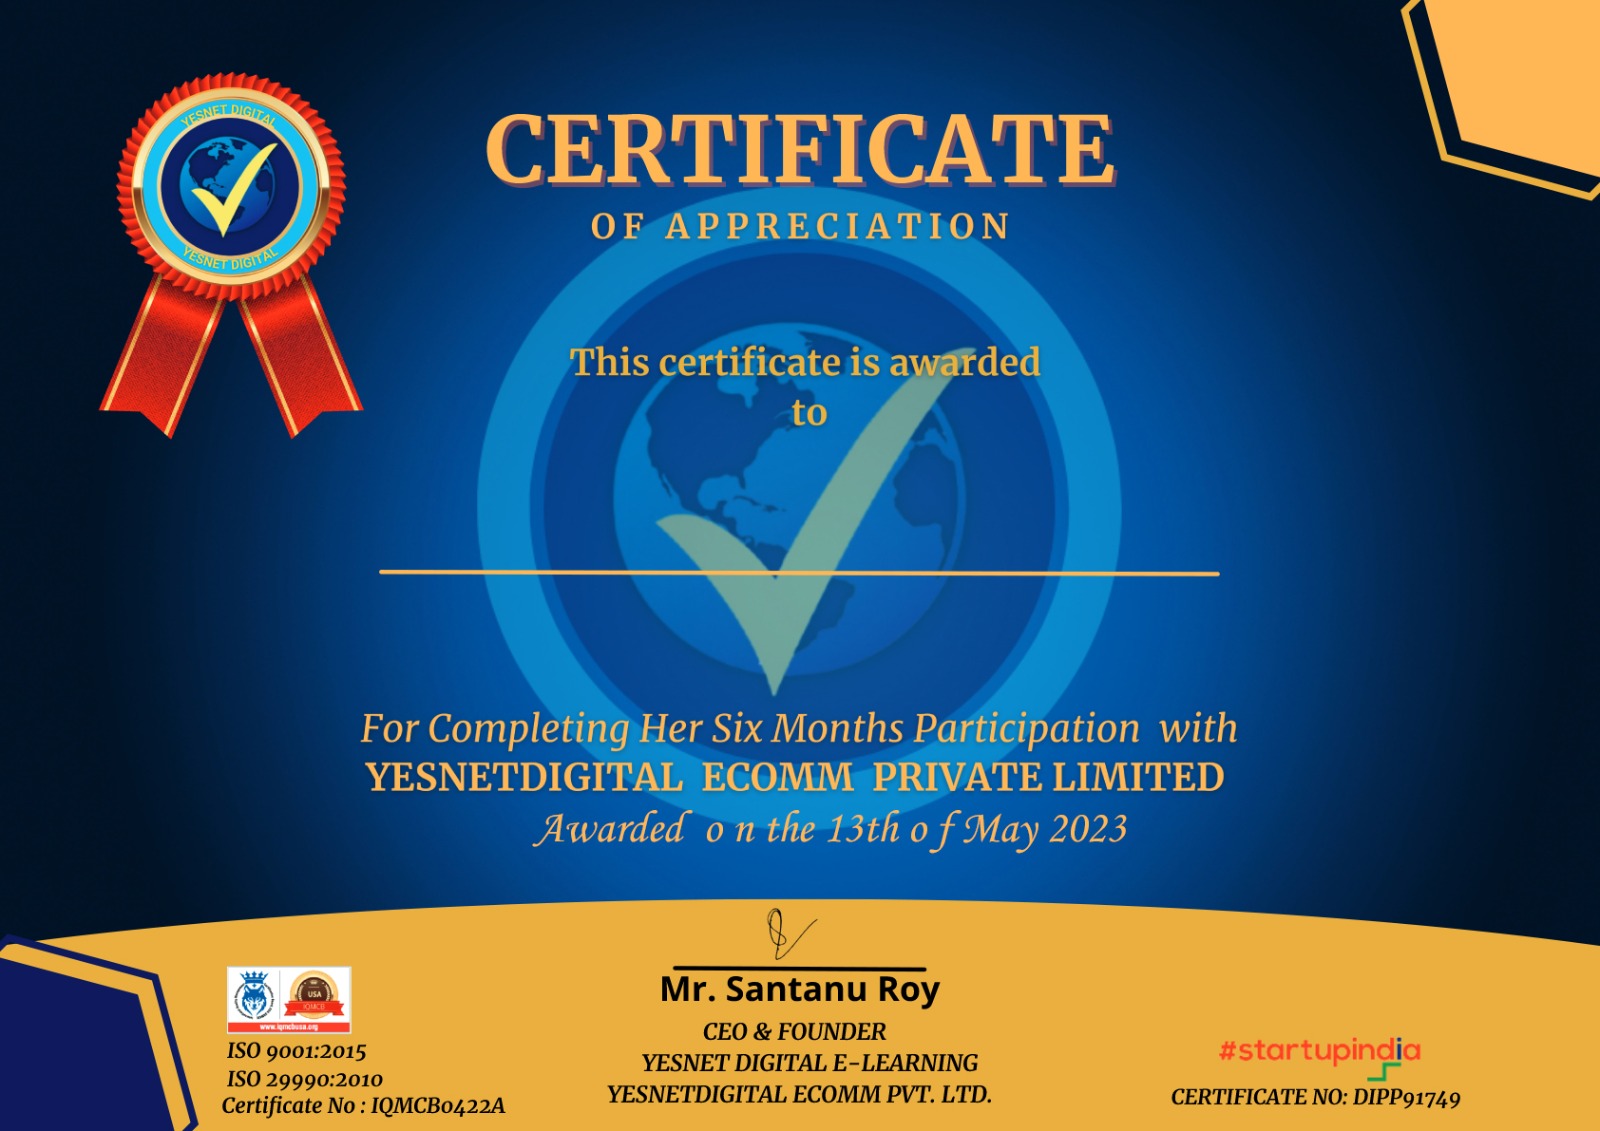 YESNET DIGITAL
YESNET DIGITAL
CERTIFICATE
OF APPRECIATION
This certificate is awarded
to
For Completing Her Six Months Participation with
YESNETDIGITAL ECOMM PRIVATE LIMITED
Awarded o n the 13th o f May 2023
Mr. Santanu Roy
CEO & FOUNDER
YESNET DIGITAL E-LEARNING
YESNETDIGITAL ECOMM PVT. LTD.
USA
IQMCB
www.iqmcbusa.org
ISO 9001:2015
ISO 29990:2010
Certificate No : IQMCB0422A
#startupindia
CERTIFICATE NO: DIPP91749